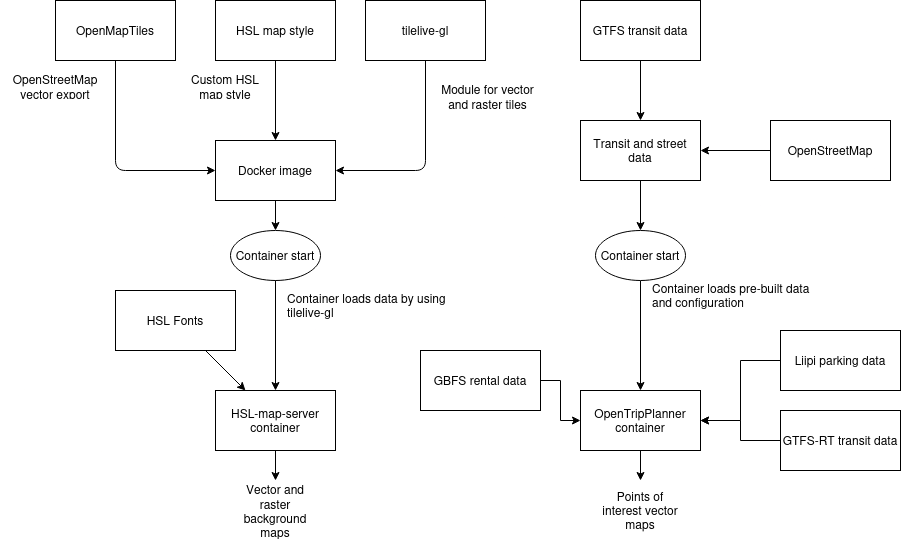 OpenMapTiles
HSL map style
tilelive-gl
GTFS transit data
OpenStreetMap
vector export
Custom HSL
map style
Module for vector
and raster tiles
Docker image
Transit and street
data
OpenStreetMap
Container start
Container start
Container loads data by using
tilelive-gl
Container loads pre-built data
and configuration
HSL Fonts
GBFS rental data
Liipi parking data
HSL-map-server
container
OpenTripPlanner
container
GTFS-RT transit data
Vector and
raster
background
maps
Points of
interest vector
maps